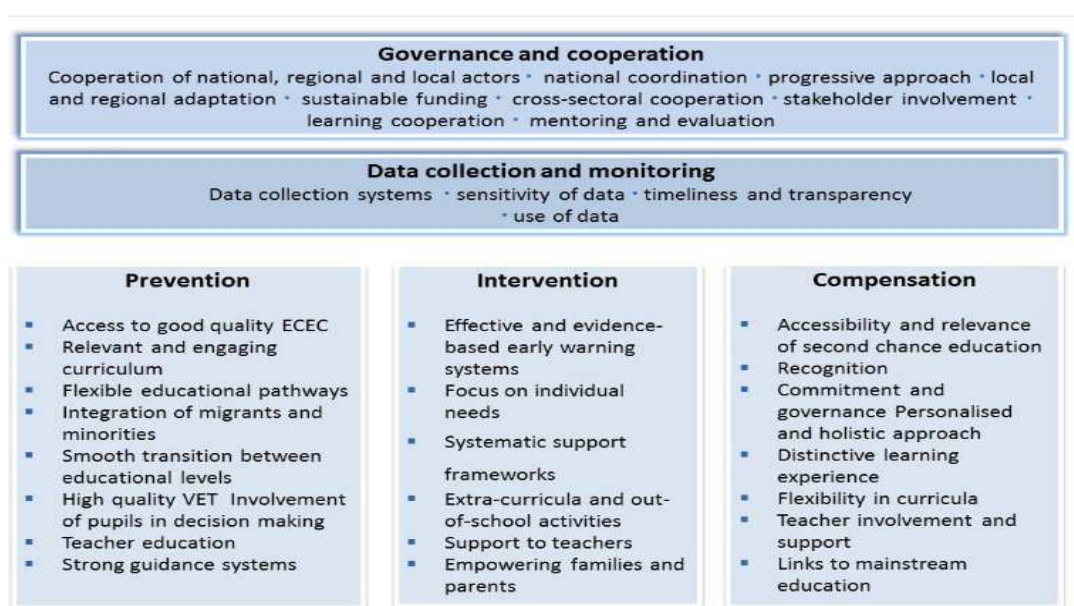 Governance and cooperation
Cooperation of national, regional and local actors · national coordination · progressive approach · local
and regional adaptation · sustainable funding · cross-sectoral cooperation · stakeholder involvement ·
learning cooperation · mentoring and evaluation
Data collection and monitoring
Data collection systems · sensitivity of data · timeliness and transparency
· use of data
Prevention
▪ Access to good quality ECEC
▪ Relevant and engaging
curriculum
▪ Flexible educational pathways
▪ Integration of migrants and
minorities
▪ Smooth transition between
educational levels
▪ High quality VET Involvement
of pupils in decision making
▪ Teacher education
▪ Strong guidance systems
Intervention
▪ Effective and evidence-
based early warning
systems
▪ Focus on individual
needs
▪ Systematic support
frameworks
▪ Extra-curricula and out-
of-school activities
▪ Support to teachers
▪ Empowering families and
parents
Compensation
▪ Accessibility and relevance
of second chance education
▪ Recognition
▪ Commitment and
governance Personalised
and holistic approach
▪ Distinctive learning
experience
▪ Flexibility in curricula
▪ Teacher involvement and
support
▪ Links to mainstream
education